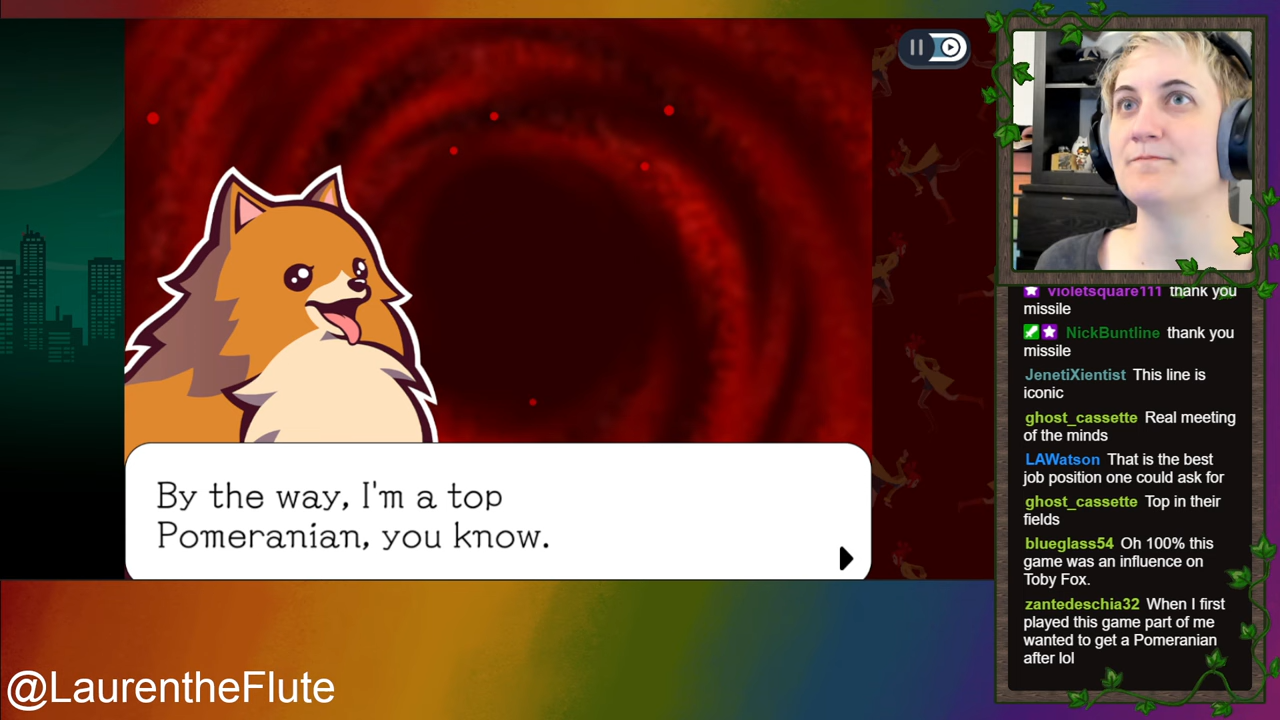 By the way, I'm a top
Pomeranian, you know.
violetsquare111 thank you
missile
NickBuntline thank you
missile
JenetiXientist This line is
iconic
ghost_cassette Real meeting
of the minds
LAWatson That is the best
job position one could ask for
ghost_cassette Top in their
fields
blueglass54 Oh 100% this
game was an influence on
Toby Fox.
zantedeschia32 When I first
played this game part of me
wanted to get a Pomeranian
after lol
@LaurentheFlute